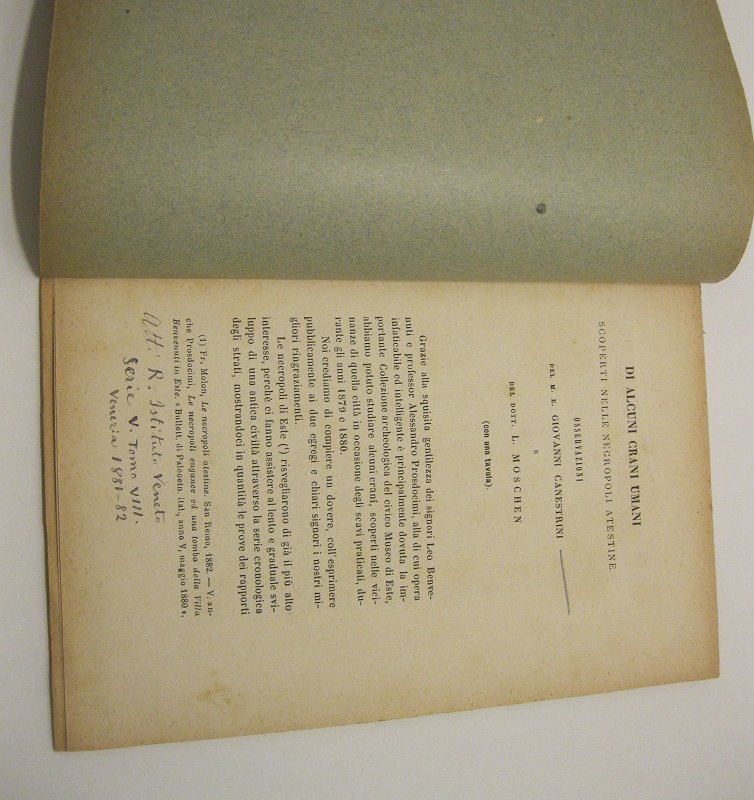 DI ALCUNI CRANI UMANI
SCOPERTI NELLE NECROPOLI ATESTINE.
OSSERVAZIONI
DEL M. E. GIOVANNI CANESTRINI
E
DEL DOTT. L. MOSCHEN
(con una tavola).
Grazie alla squisita gentilezza dei signori Leo Benve-
nuti e professor Alessandro Prosdocimi, alla di cui opera
infaticabile ed intelligente è principalmente dovuta la im-
portante Collezione archeologica del civico Museo di Este,
abbiamo potuto studiare alcuni crani, scoperti nelle vici-
nanze di quella città in occasione degli scavi praticati, du-
rante gli anni 1879 e 1880.
Noi crediamo di compiere un dovere, coll'esprimere
pubblicamente ai due egregi e chiari signori i nostri mi-
gliori ringraziamenti.
Le necropoli di Este (¹) risvegliarono di già il più alto
interesse, perchè ci fanno assistere al lento e graduale svi-
luppo di una antica civiltà attraverso la serie cronologica
degli strati, mostrandoci in quantità le prove dei rapporti
(1) Fr. Molon, Le necropoli atestine. San Remo, 1882. — V. an-
che Prosdocimi, Le necropoli euganee ed una tomba della Villa
Benvenuti in Este. « Bullett. di Paletn. ital., anno V, maggio 1880 ».
Atti R. Istituto Veneto
Serie V. Tomo VIII.
Venezia 1881-82